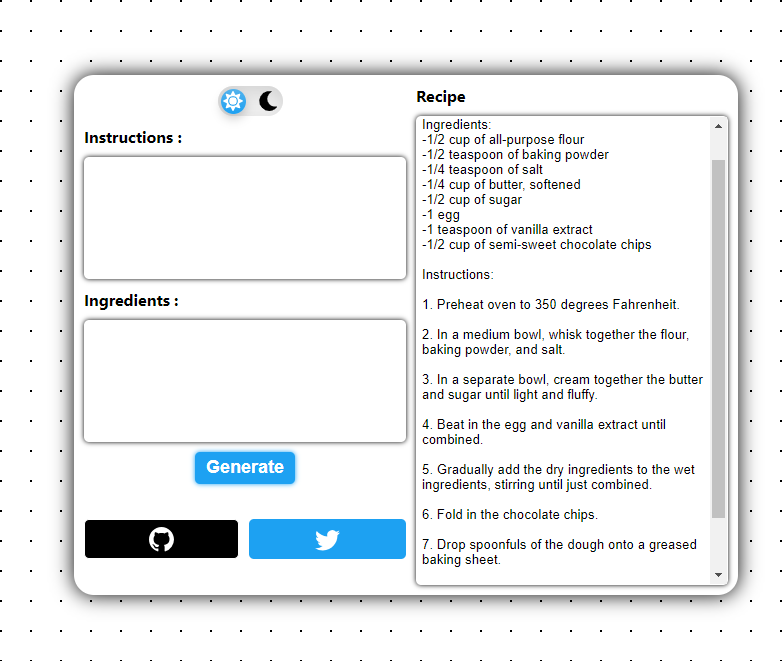 Instructions :
Ingredients :
Generate
Recipe
Ingredients:
-1/2 cup of all-purpose flour
-1/2 teaspoon of baking powder
-1/4 teaspoon of salt
-1/4 cup of butter, softened
-1/2 cup of sugar
-1 egg
-1 teaspoon of vanilla extract
-1/2 cup of semi-sweet chocolate chips
Instructions:
1. Preheat oven to 350 degrees Fahrenheit.
2. In a medium bowl, whisk together the flour,
baking powder, and salt.
3. In a separate bowl, cream together the butter
and sugar until light and fluffy.
4. Beat in the egg and vanilla extract until
combined.
5. Gradually add the dry ingredients to the wet
ingredients, stirring until just combined.
6. Fold in the chocolate chips.
7. Drop spoonfuls of the dough onto a greased
baking sheet.